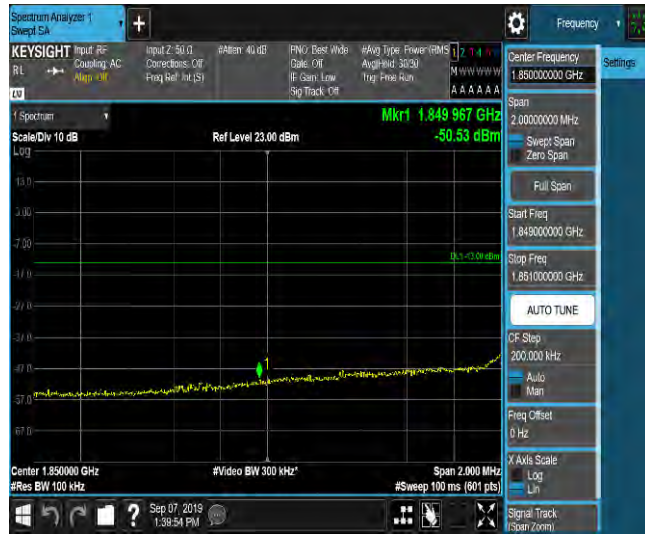 Spectrum Analyzer 1
Swept SA
Frequency
KEYSIGHT Input: RF Input Z: 50 Ω #Atten: 40 dB PNO: Best Wide #Avg Type: Power (RMS
RL Coupling: AC Corrections: Off Gate: Off Avg|Hold: 30/30
Align: Off Freq Ref: Int (S) IF Gain: Low Trig: Free Run M W W W W W
Sig Track: Off A A A A A A
LXI
Center Frequency
1.850000000 GHz
Settings
1 Spectrum
Mkr1 1.849 967 GHz
Scale/Div 10 dB Ref Level 23.00 dBm -50.53 dBm
Log
13.0
3.00
-7.00
DL1 -13.00 dBm
-17.0
-27.0
-37.0
-47.0
1
-57.0
-67.0
Center 1.850000 GHz #Video BW 300 kHz* Span 2.000 MHz
#Res BW 100 kHz #Sweep 100 ms (601 pts)
Span
2.00000000 MHz
Swept Span
Zero Span
Full Span
Start Freq
1.849000000 GHz
Stop Freq
1.851000000 GHz
AUTO TUNE
CF Step
200.000 kHz
Auto
Man
Freq Offset
0 Hz
X Axis Scale
Log
Lin
Signal Track
(Span Zoom)
? Sep 07, 2019
1:39:54 PM